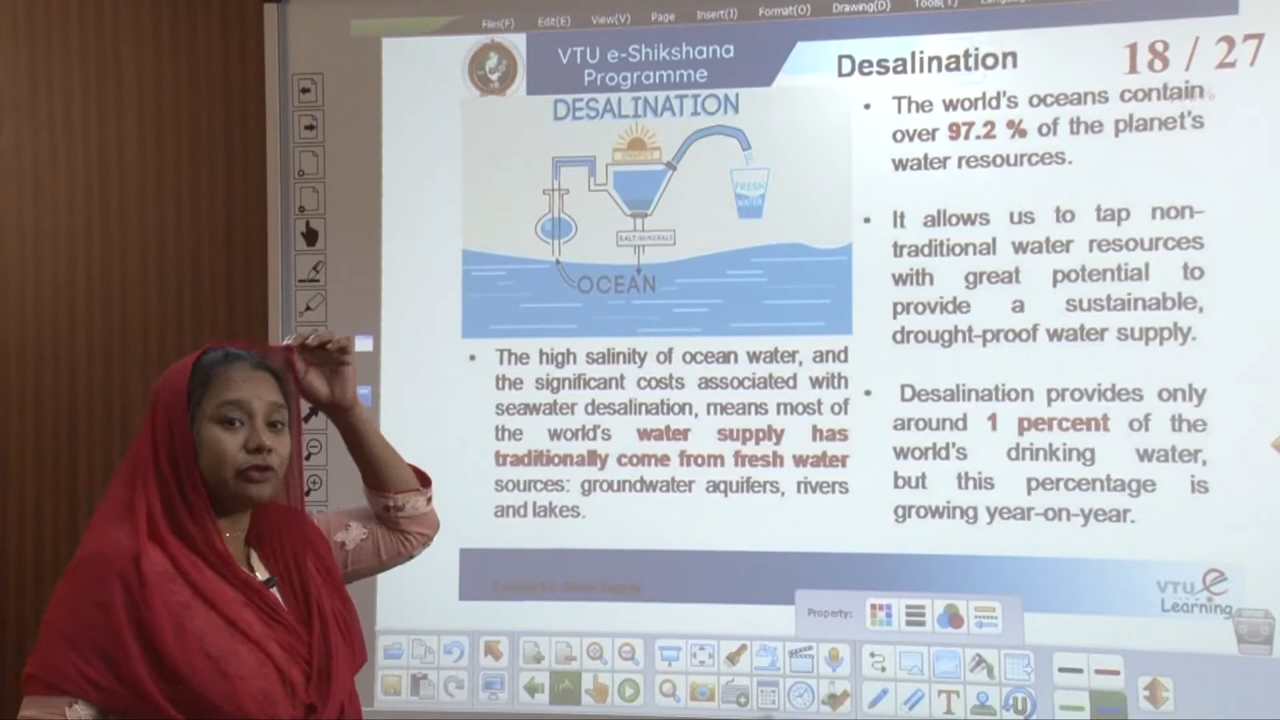 Files(F) Edit(E) View(V) Page Insert(I) Format(O) Drawing(D)
VTU e-Shikshana
Programme
Desalination
18 / 27
DESALINATION
ENERGY
FRESH
WATER
SALT/MINERALS
OCEAN
• The high salinity of ocean water, and
the significant costs associated with
seawater desalination, means most of
the world's water supply has
traditionally come from fresh water
sources: groundwater aquifers, rivers
and lakes.
• The world's oceans contain
over 97.2 % of the planet's
water resources.
• It allows us to tap non-
traditional water resources
with great potential to
provide a sustainable,
drought-proof water supply.
• Desalination provides only
around 1 percent of the
world's drinking water,
but this percentage is
growing year-on-year.
VTU e
Learning
Property: